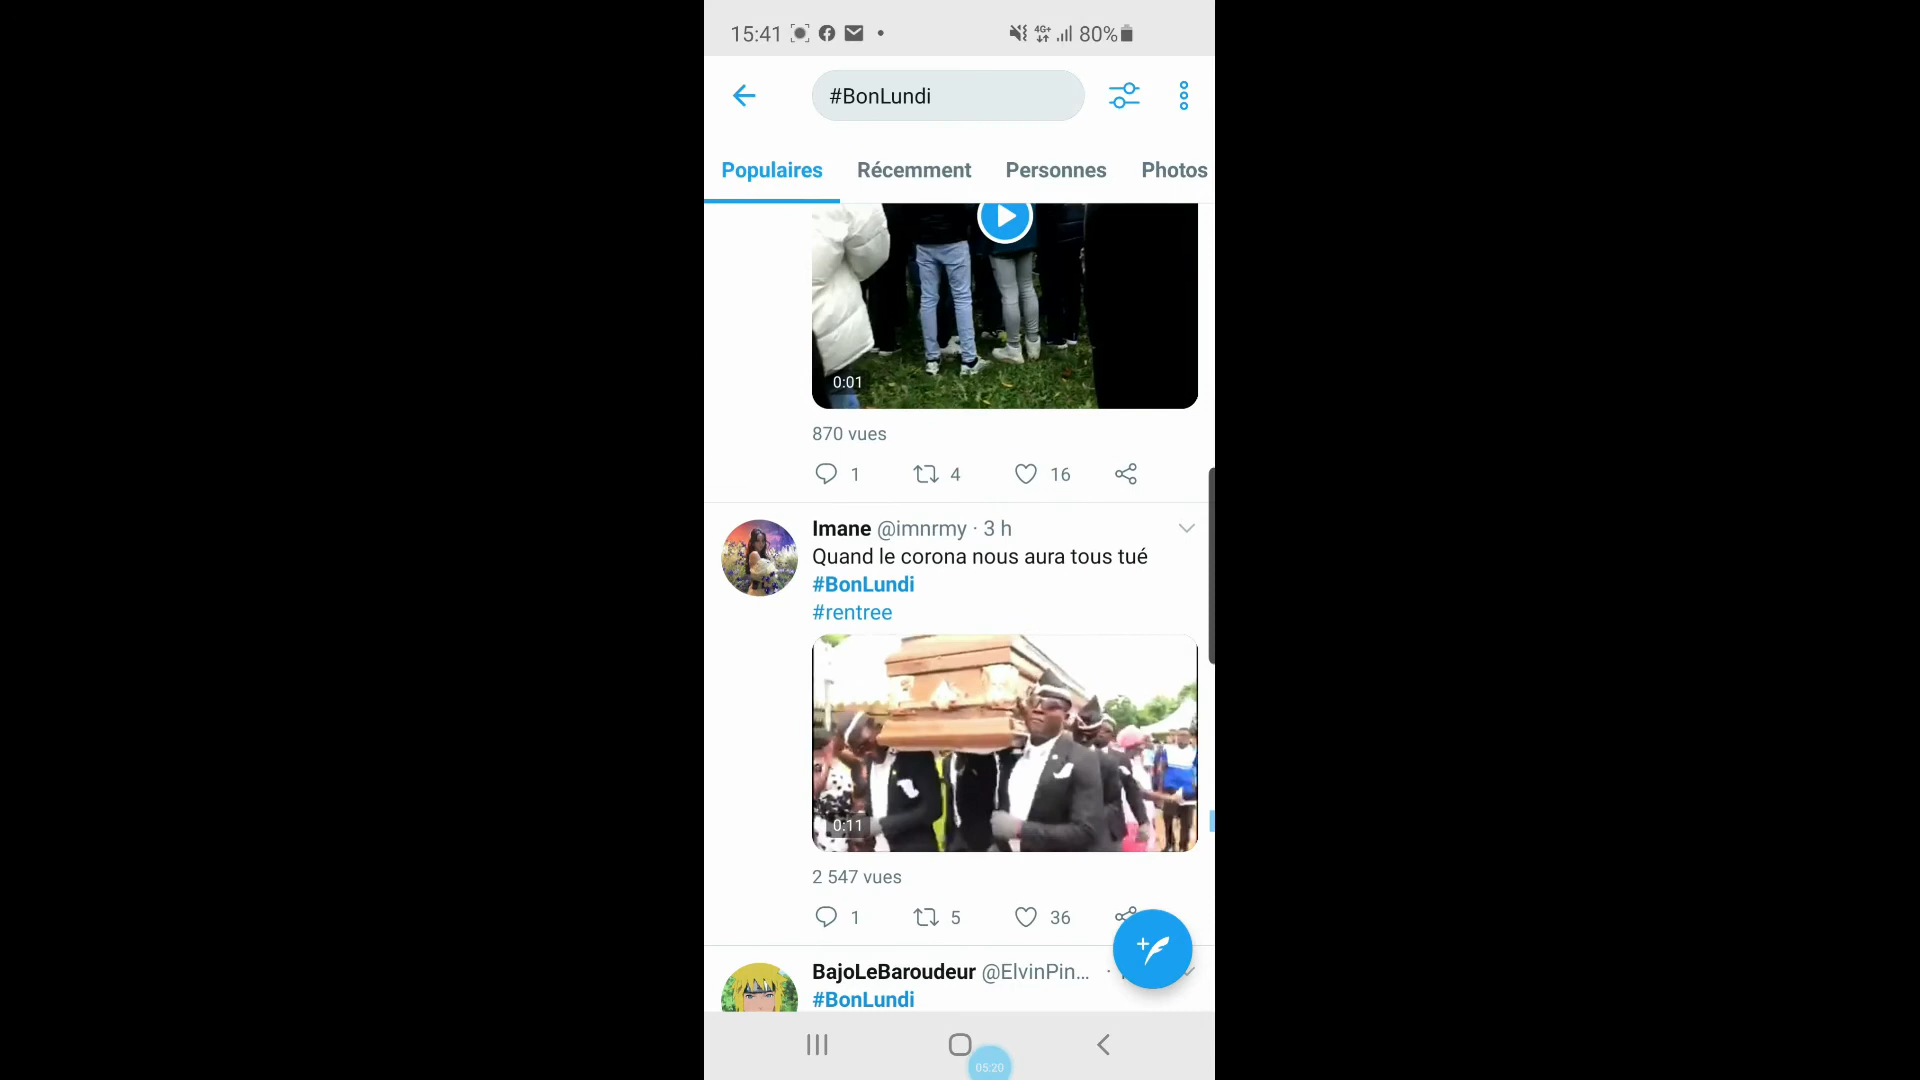 15:41
4G+
80%
#BonLundi
Populaires Récemment Personnes Photos
0:01
870 vues
1 4 16
Imane @imnrmy · 3 h
Quand le corona nous aura tous tué
#BonLundi
#rentree
0:11
2 547 vues
1 5 36
BajoLeBaroudeur @ElvinPin... ·
#BonLundi
05:20